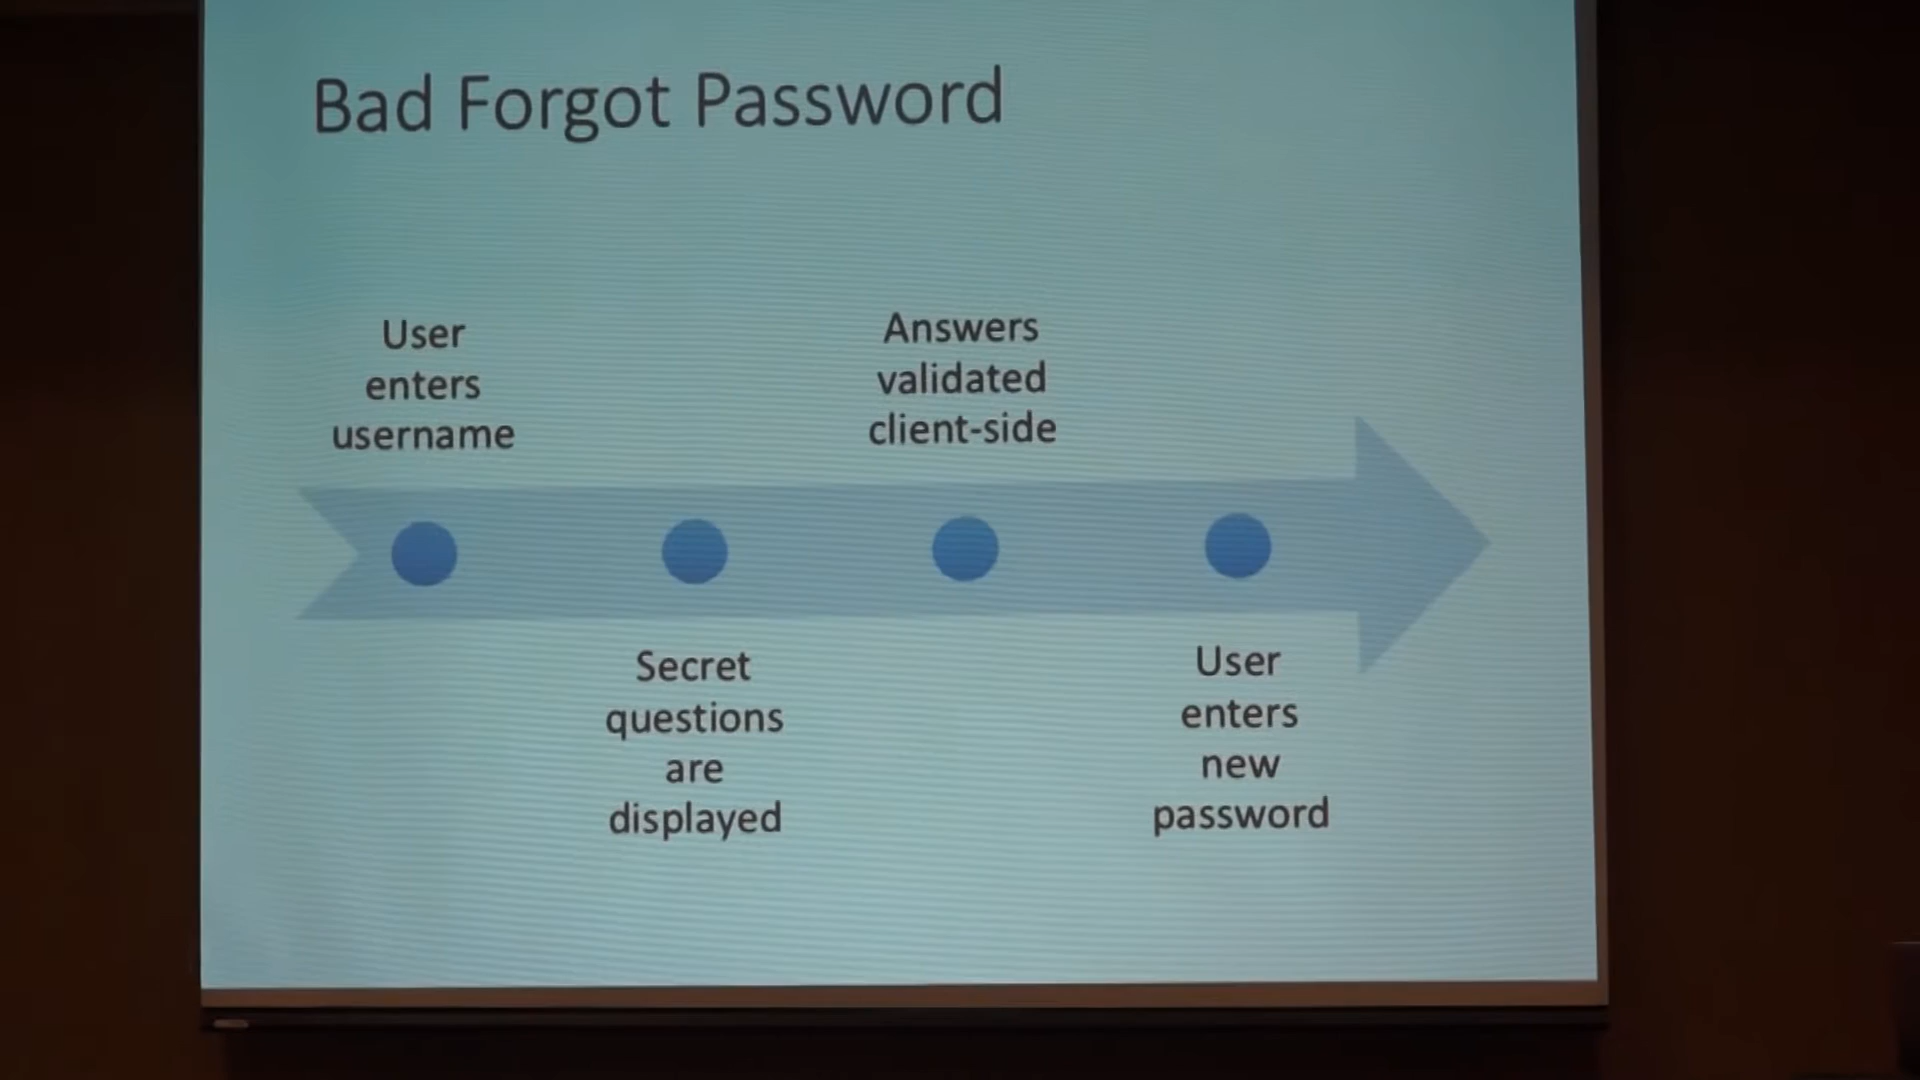 Bad Forgot Password
User
enters
username
Secret
questions
are
displayed
Answers
validated
client-side
User
enters
new
password